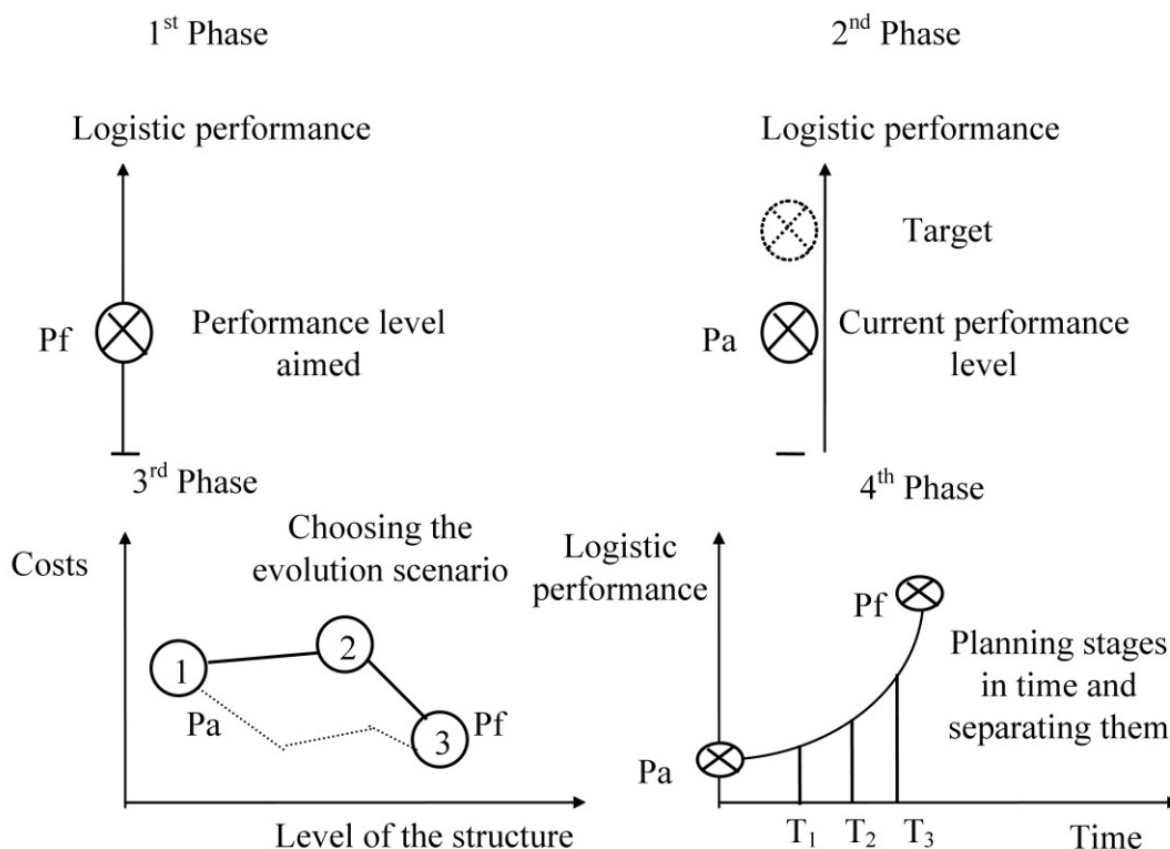 1st Phase
Logistic performance
Pf
Performance level
aimed
2nd Phase
Logistic performance
Target
Pa
Current performance
level
3rd Phase
Costs
Choosing the
evolution scenario
1
2
3
Pa
Pf
Level of the structure
4th Phase
Logistic
performance
Pf
Pa
Planning stages
in time and
separating them
T1
T2
T3
Time